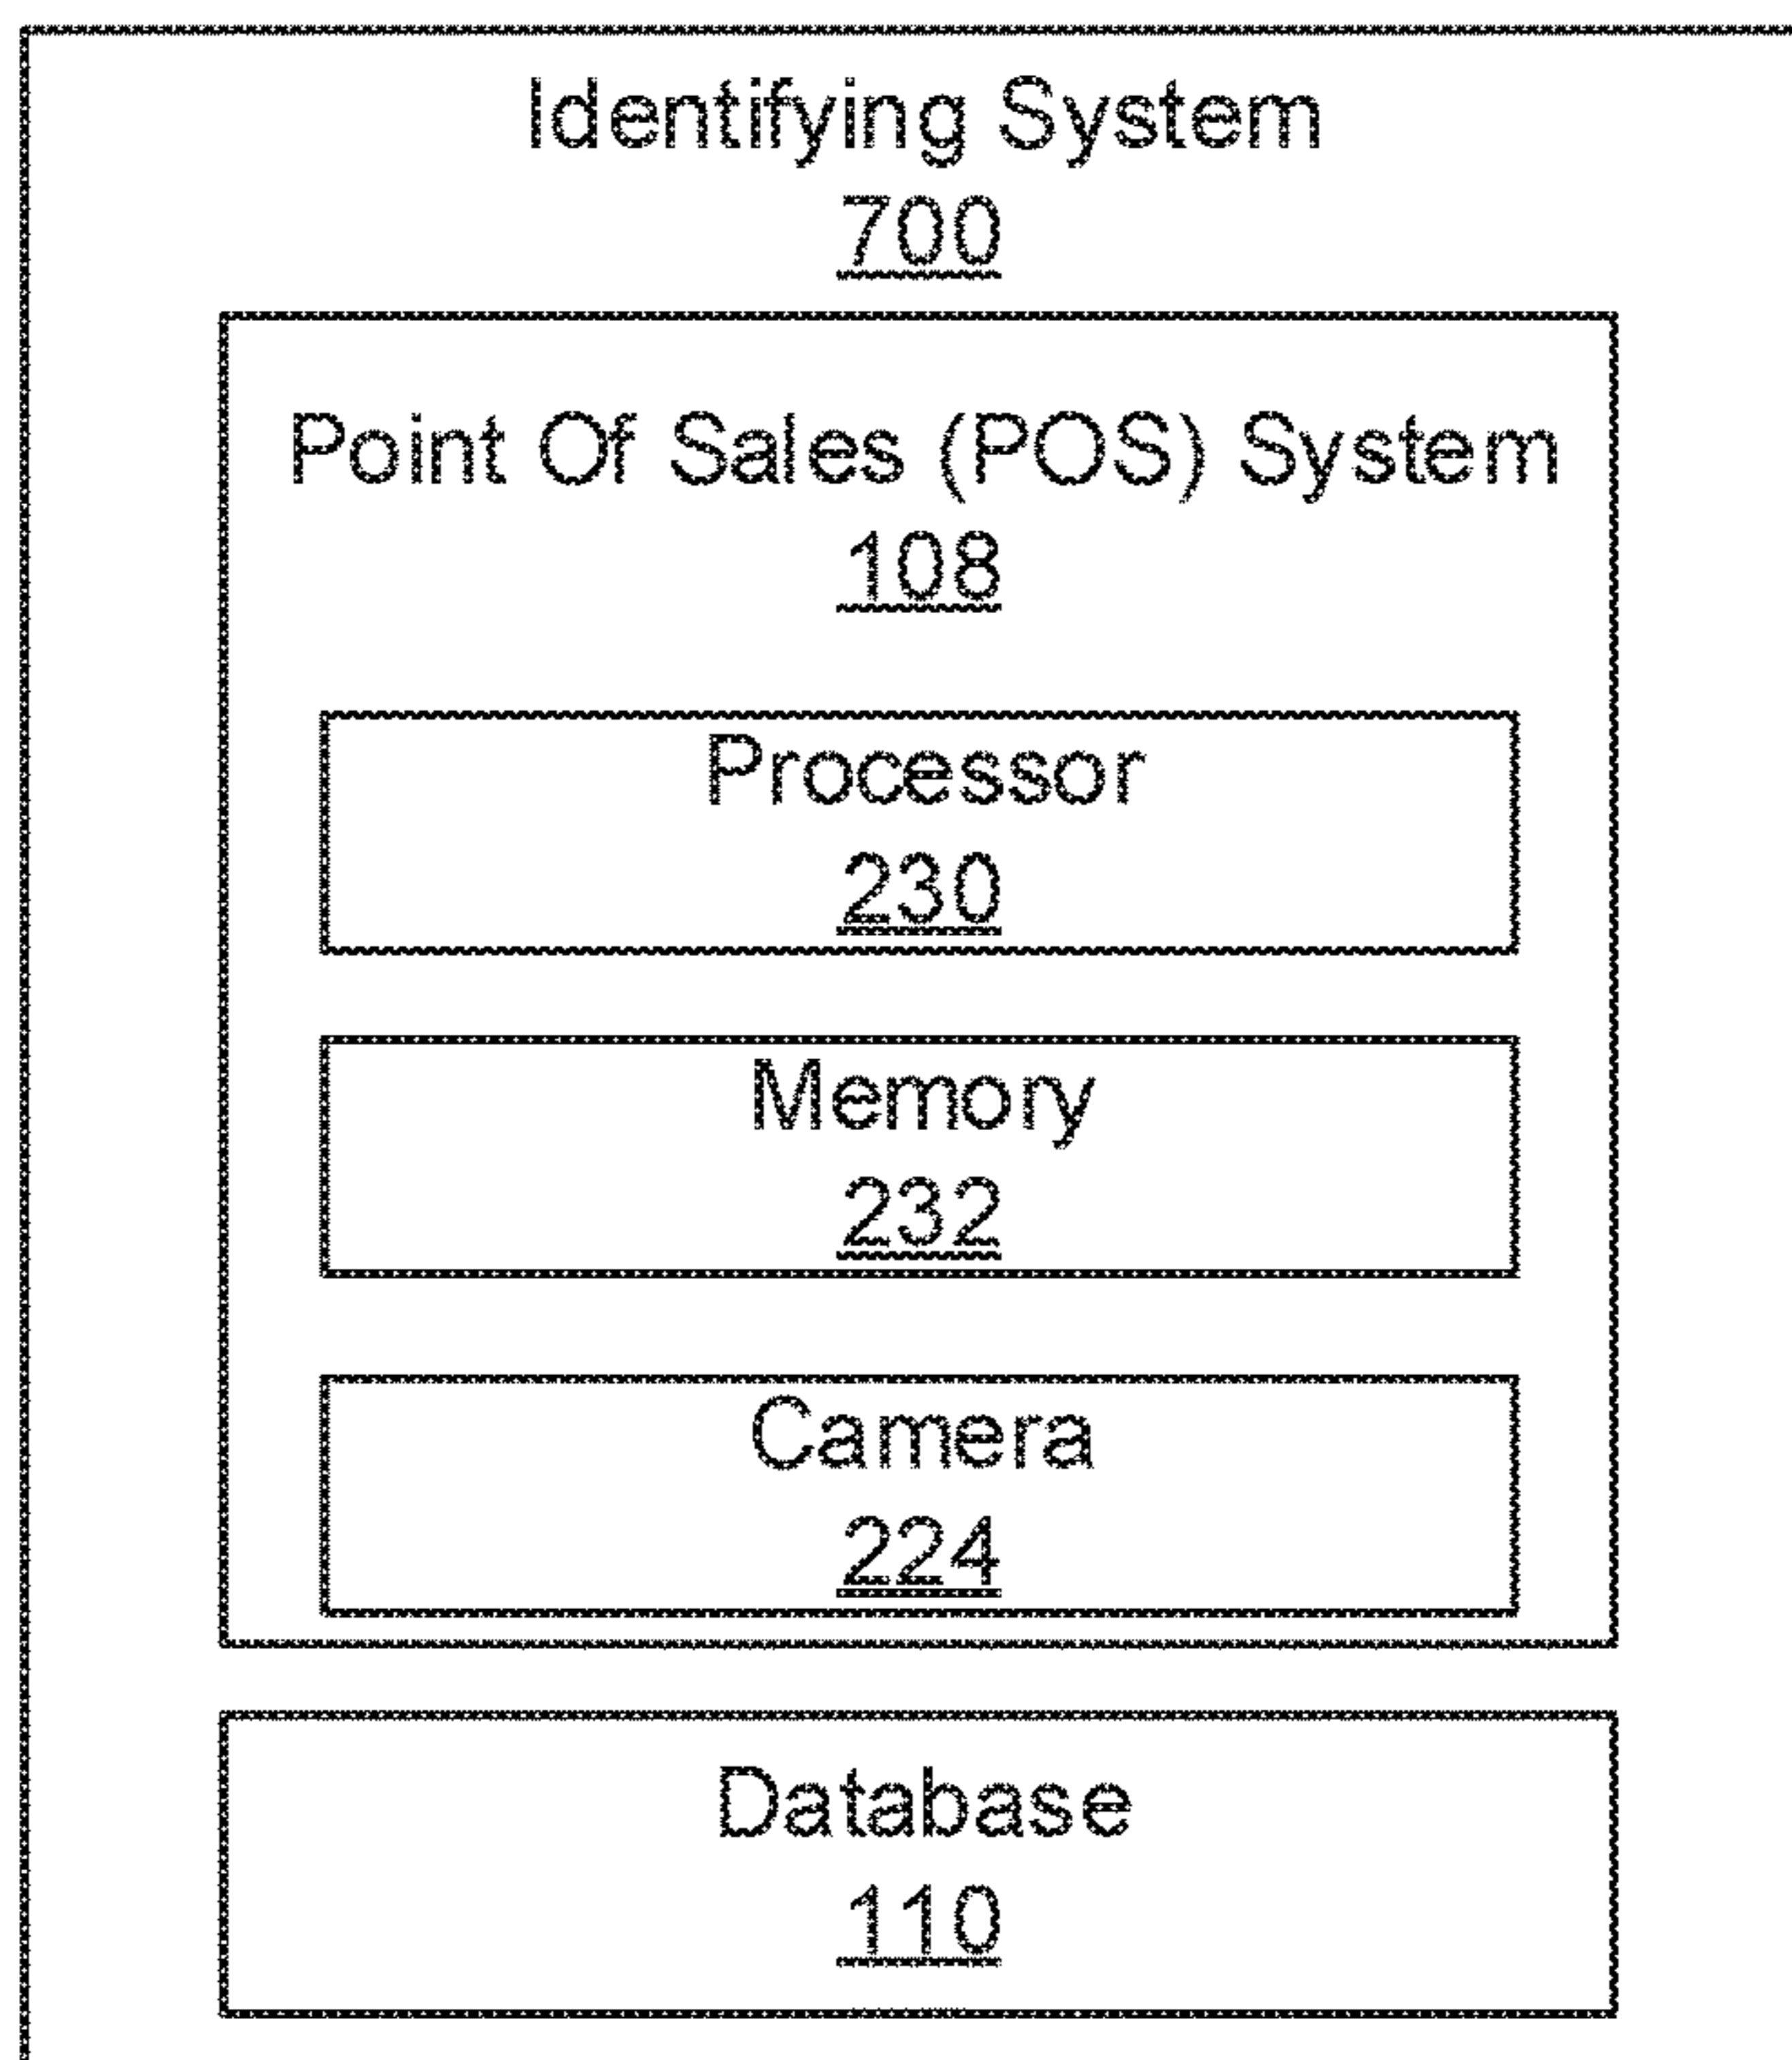 Identifying System
700
Point Of Sales (POS) System
108
Processor
230
Memory
232
Camera
224
Database
110